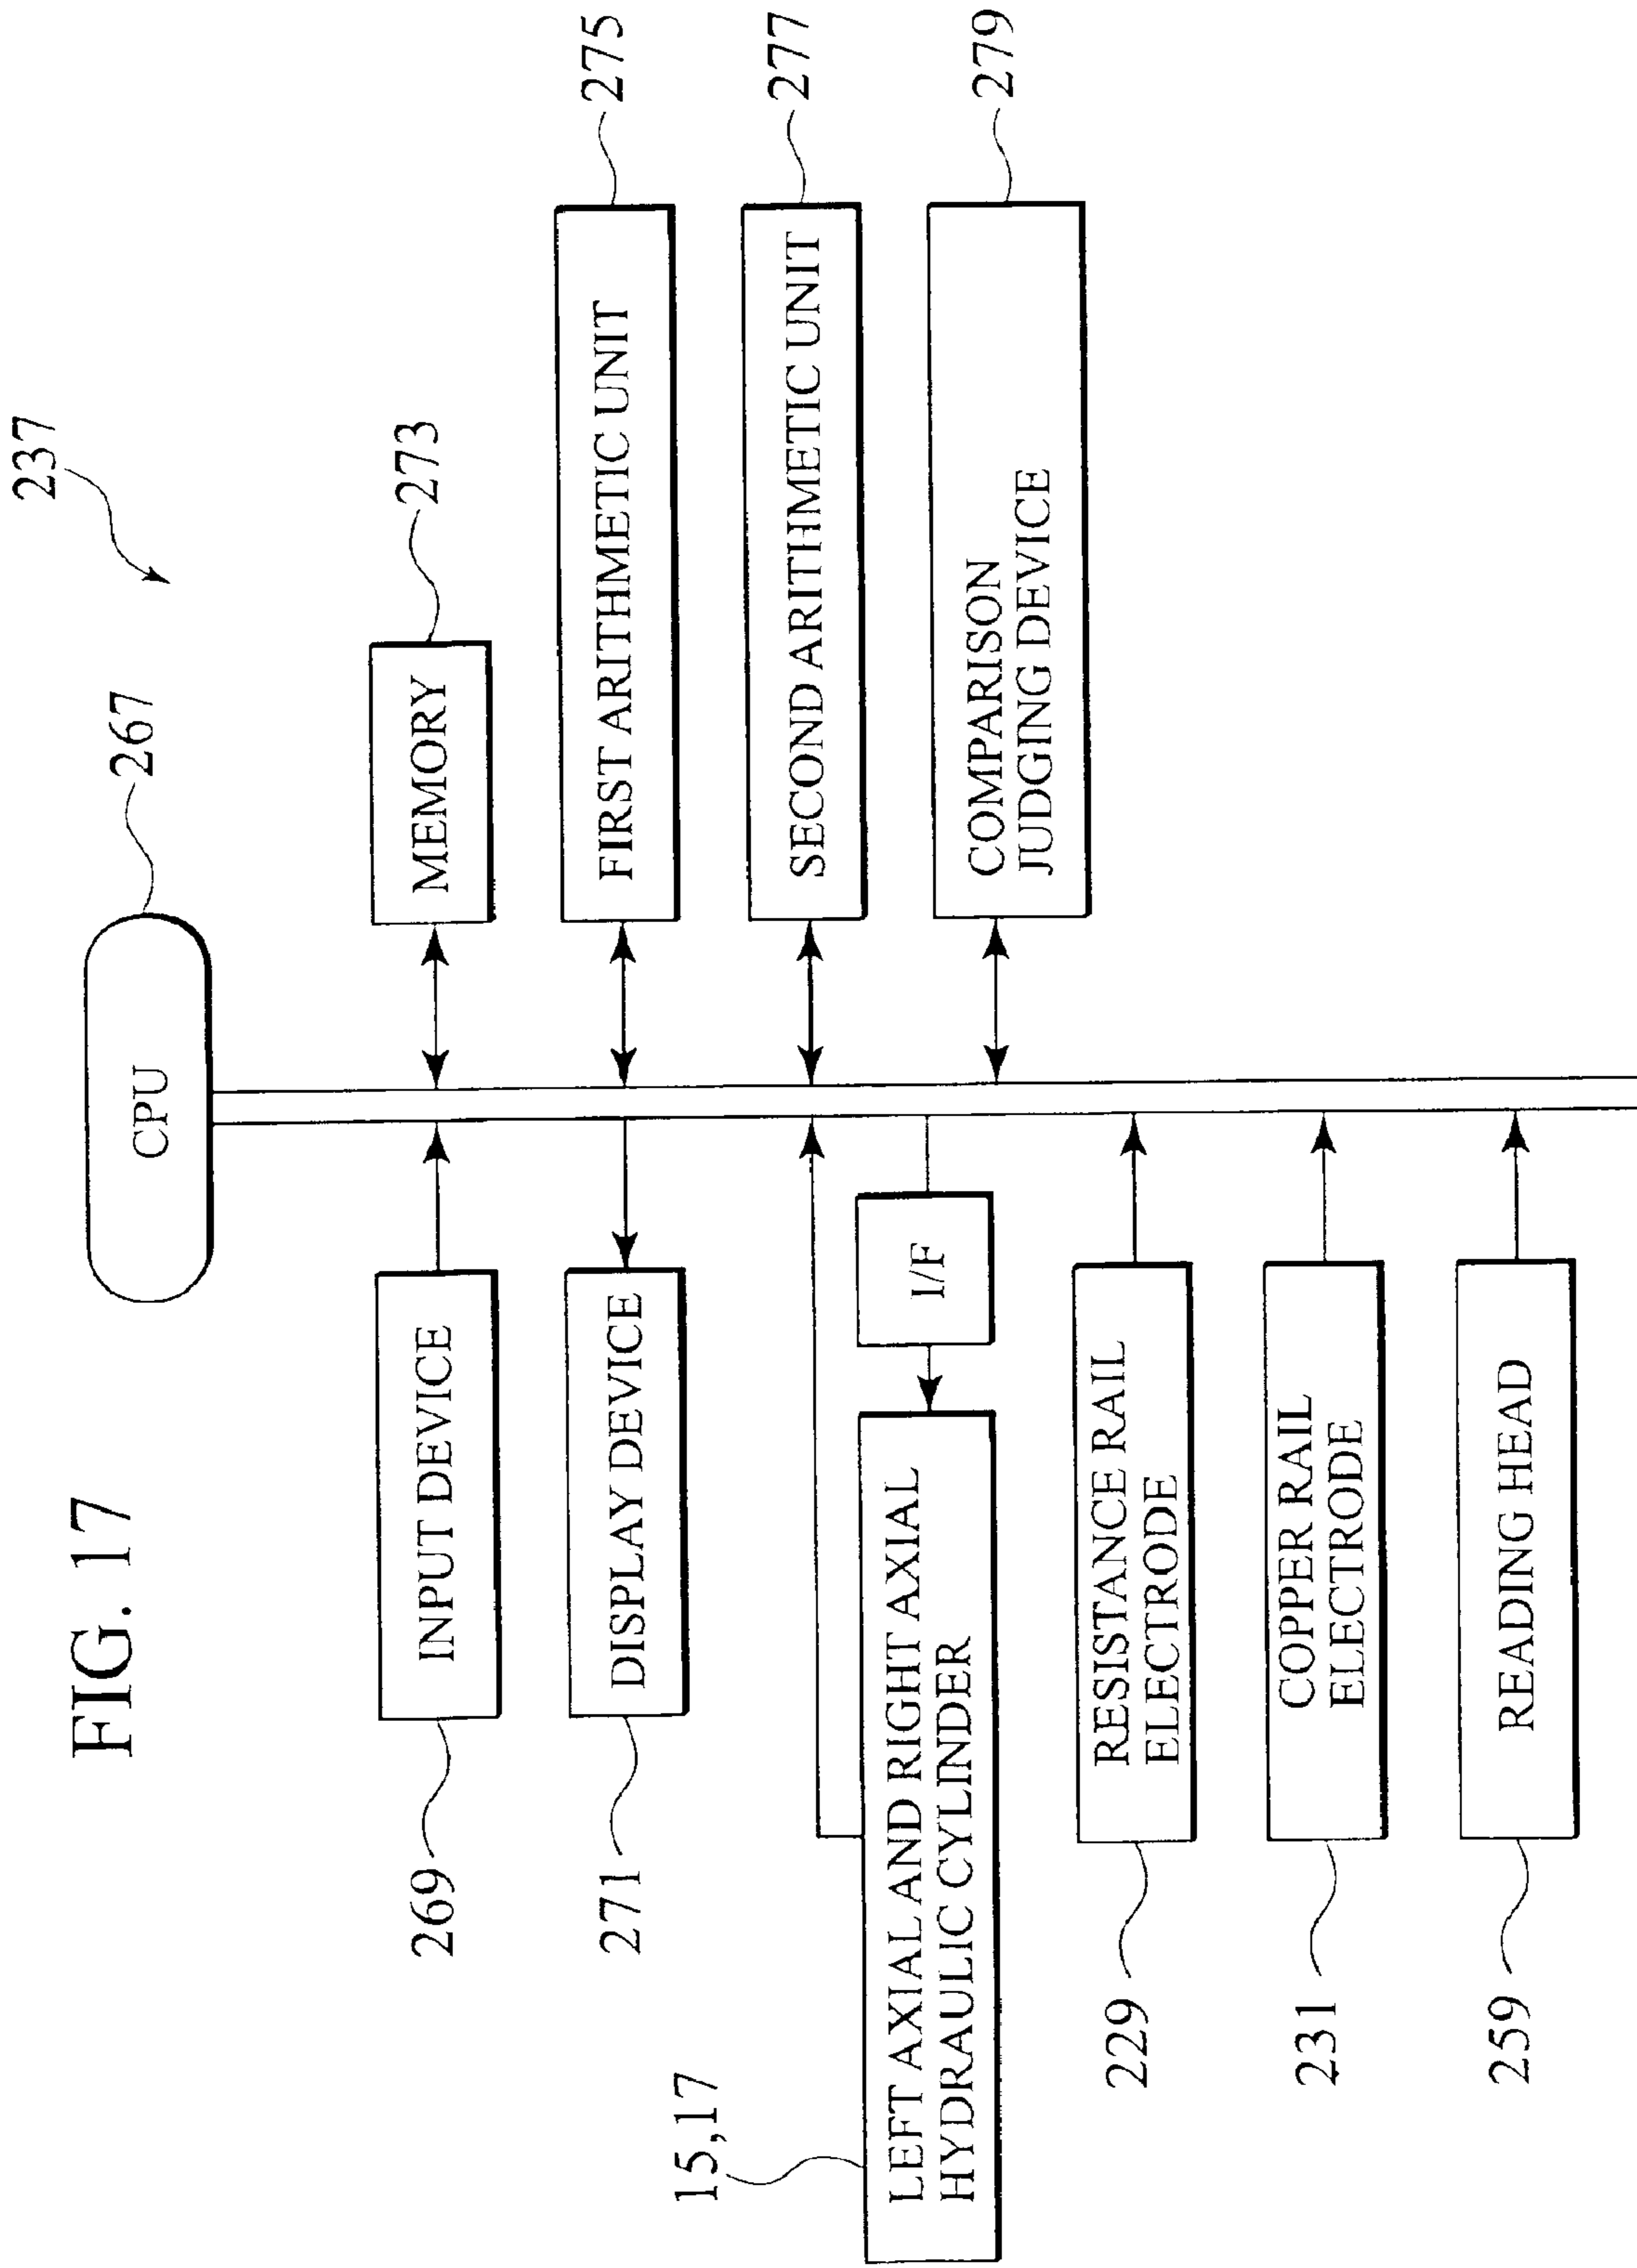 FIG. 17
237
CPU
267
INPUT DEVICE
269
MEMORY
273
DISPLAY DEVICE
271
FIRST ARITHMETIC UNIT
275
SECOND ARITHMETIC UNIT
277
15,17
LEFT AXIAL AND RIGHT AXIAL
HYDRAULIC CYLINDER
I/F
COMPARISON
JUDGING DEVICE
279
RESISTANCE RAIL
ELECTRODE
229
COPPER RAIL
ELECTRODE
231
READING HEAD
259